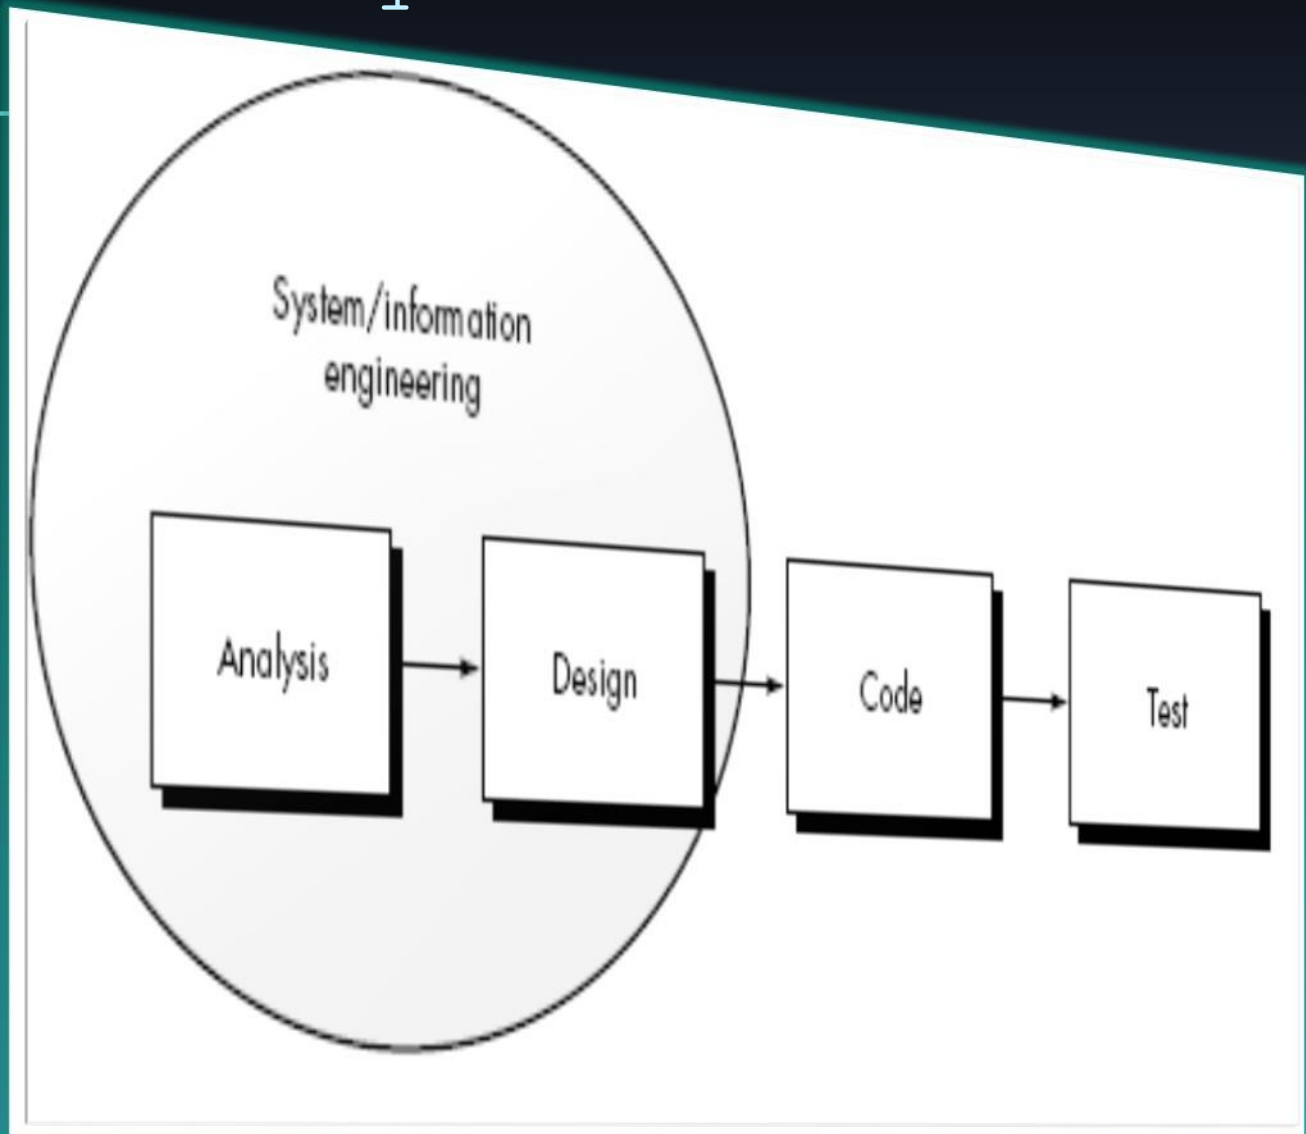 System/information
engineering
Analysis
Design
Code
Test